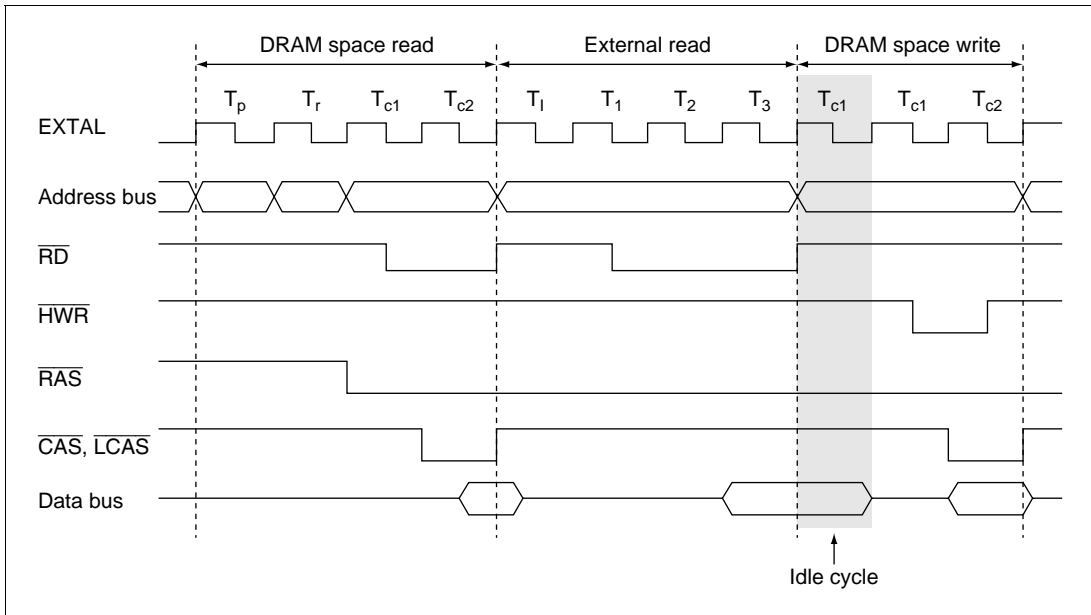 DRAM space read External read DRAM space write
Tp Tr Tc1 Tc2 TI T1 T2 T3 Tc1 Tc1 Tc2
EXTAL
Address bus
RD
HWR
RAS
CAS, LCAS
Data bus
Idle cycle